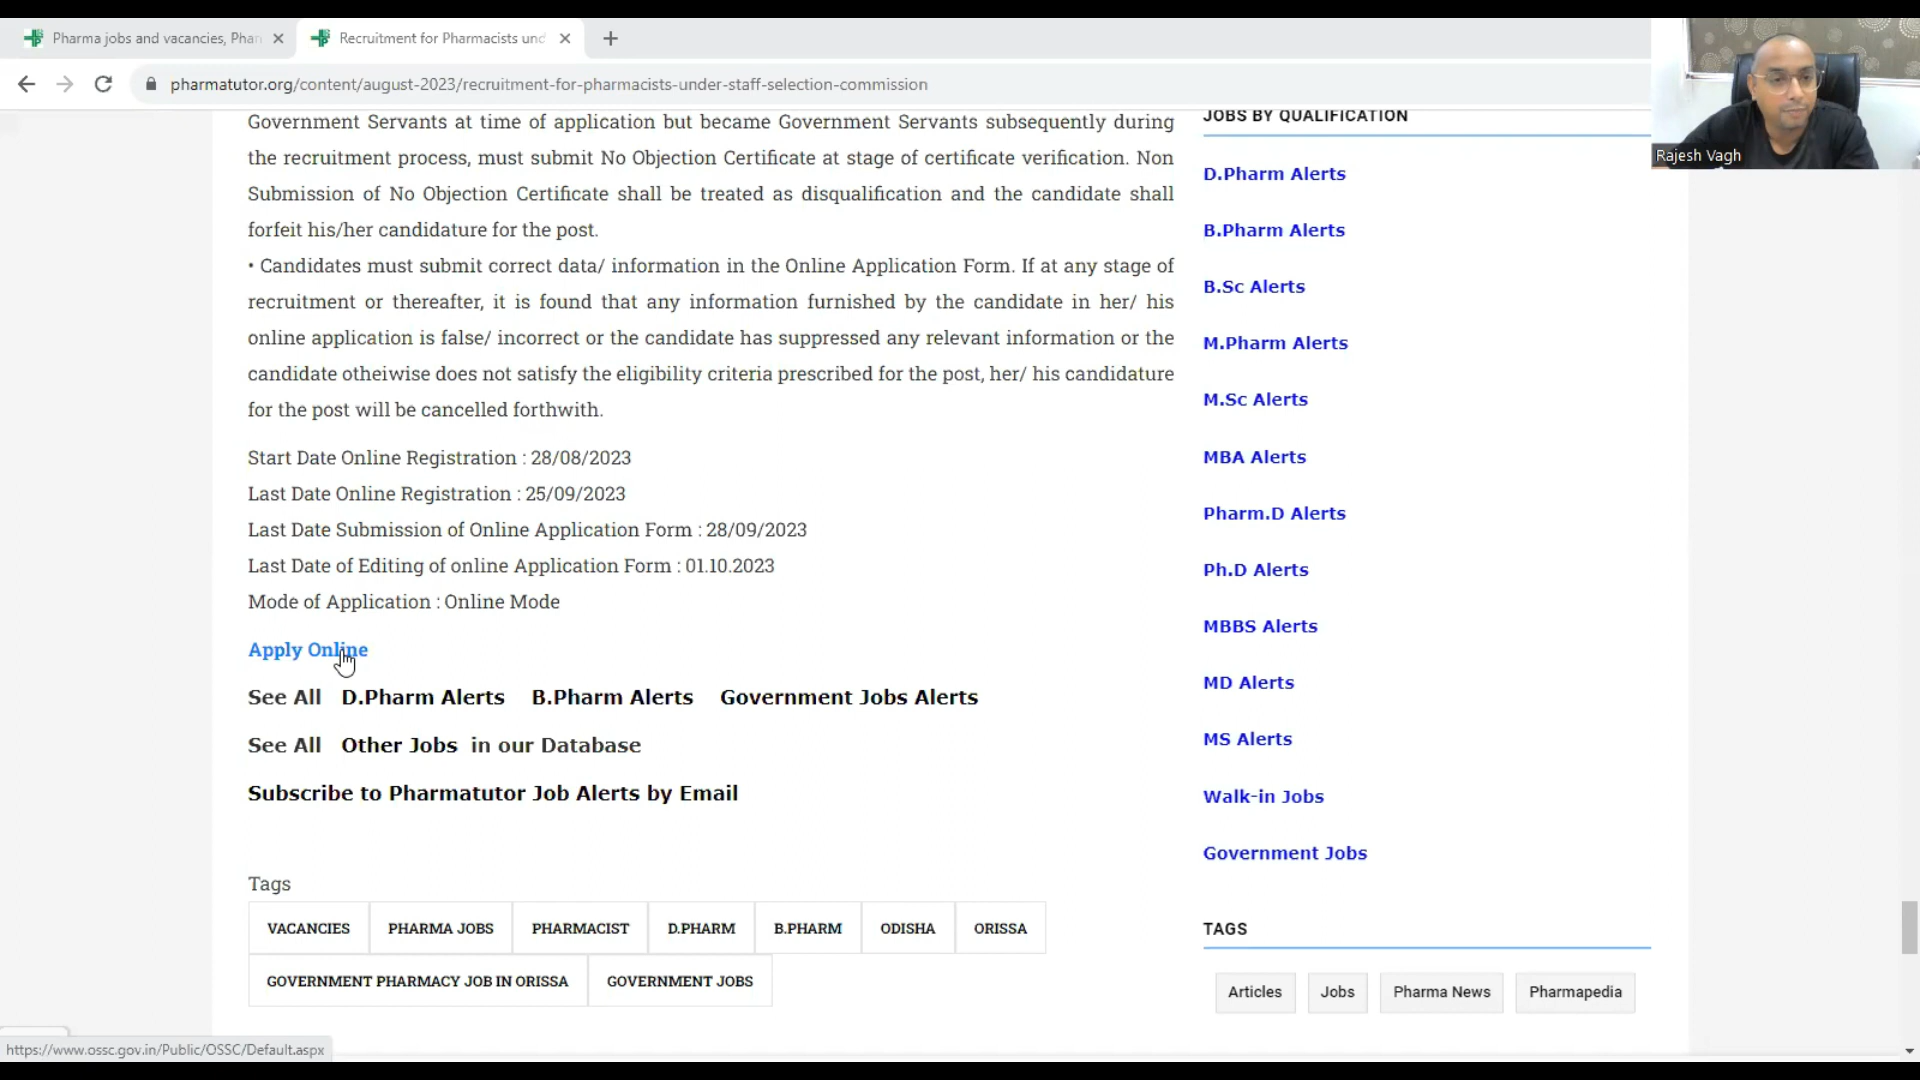 Pharma jobs and vacancies, Phar
Recruitment for Pharmacists und
pharmatutor.org/content/august-2023/recruitment-for-pharmacists-under-staff-selection-commission
Rajesh Vagh
Government Servants at time of application but became Government Servants subsequently during
the recruitment process, must submit No Objection Certificate at stage of certificate verification. Non
Submission of No Objection Certificate shall be treated as disqualification and the candidate shall
forfeit his/her candidature for the post.
• Candidates must submit correct data/ information in the Online Application Form. If at any stage of
recruitment or thereafter, it is found that any information furnished by the candidate in her/ his
online application is false/ incorrect or the candidate has suppressed any relevant information or the
candidate otheiwise does not satisfy the eligibility criteria prescribed for the post, her/ his candidature
for the post will be cancelled forthwith.
Start Date Online Registration : 28/08/2023
Last Date Online Registration : 25/09/2023
Last Date Submission of Online Application Form : 28/09/2023
Last Date of Editing of online Application Form : 01.10.2023
Mode of Application : Online Mode
Apply Online
See All D.Pharm Alerts B.Pharm Alerts Government Jobs Alerts
See All Other Jobs in our Database
Subscribe to Pharmatutor Job Alerts by Email
Tags
VACANCIES PHARMA JOBS PHARMACIST D.PHARM B.PHARM ODISHA ORISSA
GOVERNMENT PHARMACY JOB IN ORISSA GOVERNMENT JOBS
JOBS BY QUALIFICATION
D.Pharm Alerts
B.Pharm Alerts
B.Sc Alerts
M.Pharm Alerts
M.Sc Alerts
MBA Alerts
Pharm.D Alerts
Ph.D Alerts
MBBS Alerts
MD Alerts
MS Alerts
Walk-in Jobs
Government Jobs
TAGS
Articles Jobs Pharma News Pharmapedia
https://www.ossc.gov.in/Public/OSSC/Default.aspx